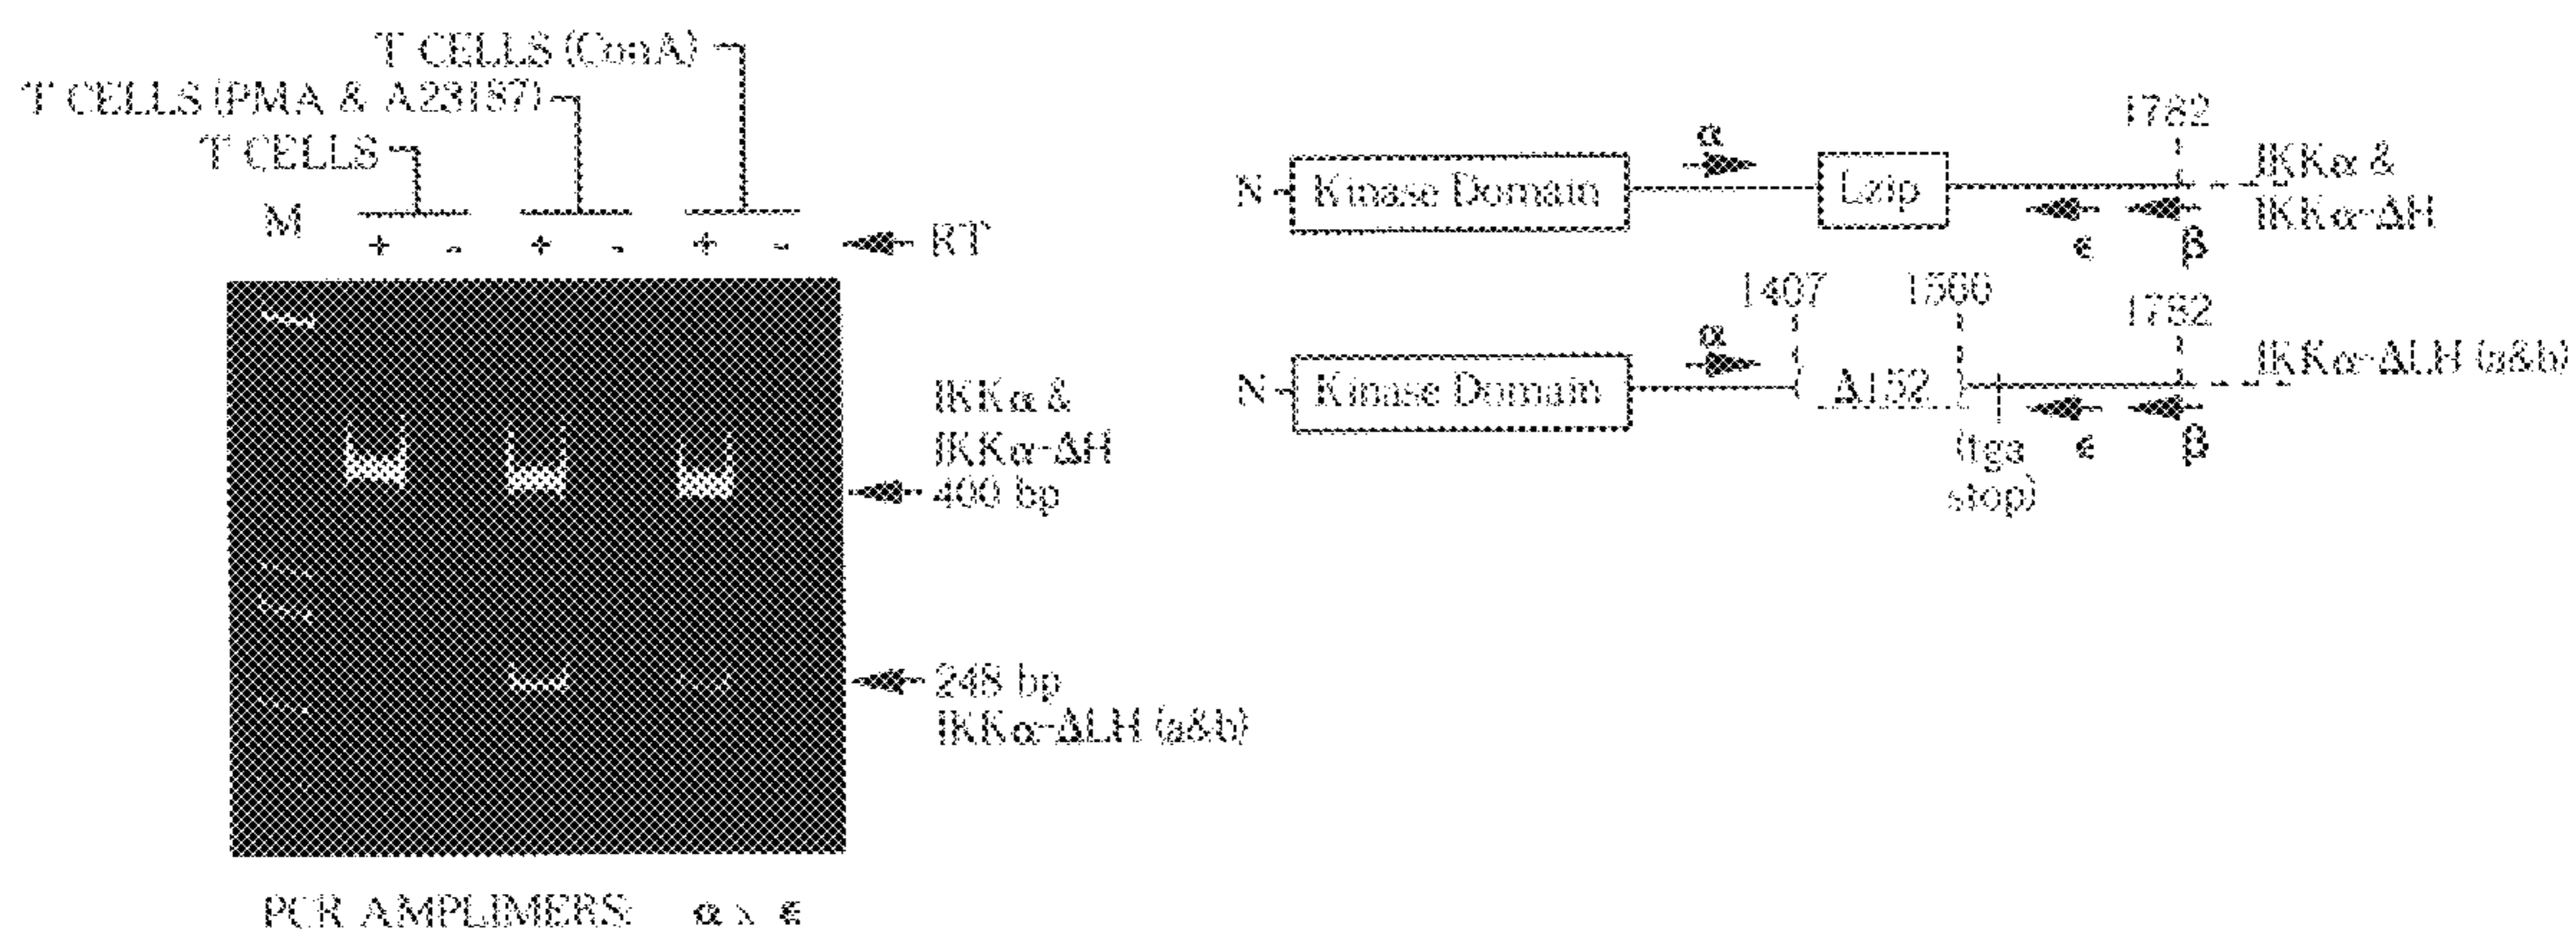 T CELLS (ConA)
T CELLS (PMA & A23187)
T CELLS
M
+ - + - + -
RT
IKKα &
IKKα-ΔH
400 bp
248 bp
IKKα-ΔLH (a&b)
PCR AMPLIMERS: α × ε
1782
α
N Kinase Domain Lzip
IKKα &
IKKα-ΔH
ε β
1407 1560 1782
α
N Kinase Domain Δ152
IKKα-ΔLH (a&b)
(tga
stop)
ε β